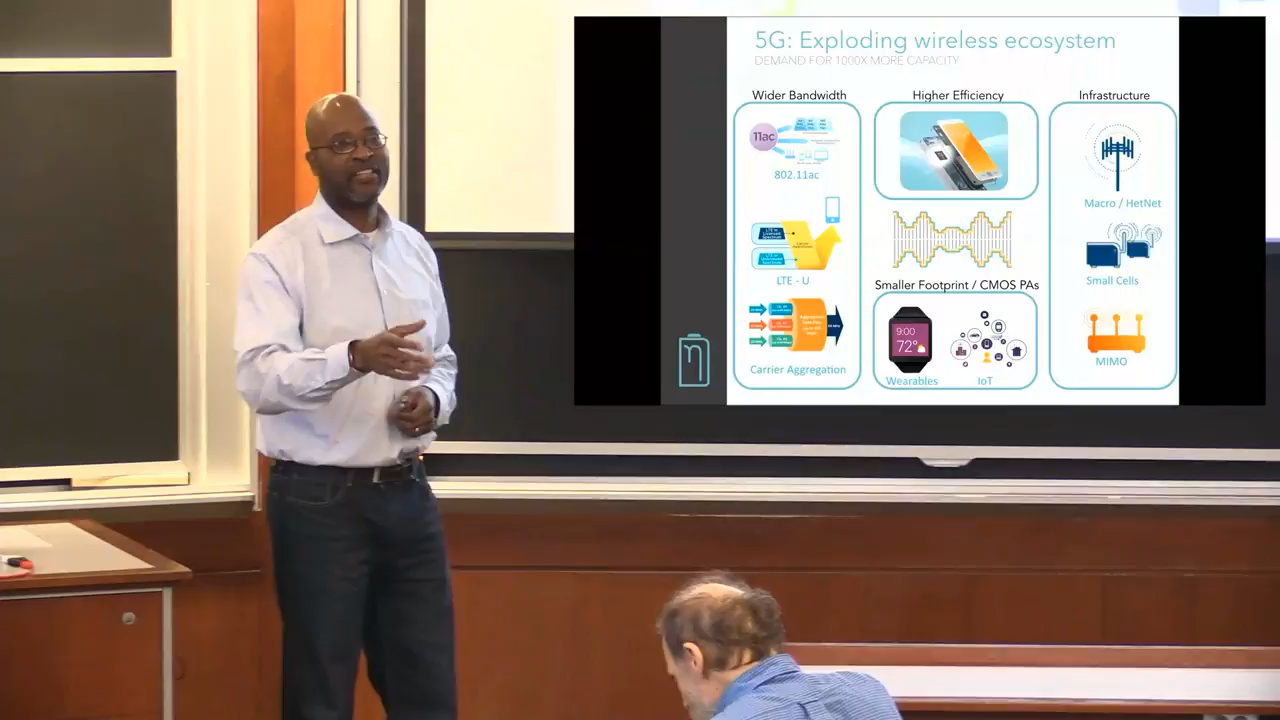 5G: Exploding wireless ecosystem
DEMAND FOR 1000X MORE CAPACITY
Wider Bandwidth
11ac
802.11ac
LTE - U
Carrier Aggregation
Higher Efficiency
Smaller Footprint / CMOS PAs
9:00
72°
Wearables
IoT
Infrastructure
Macro / HetNet
Small Cells
MIMO
η